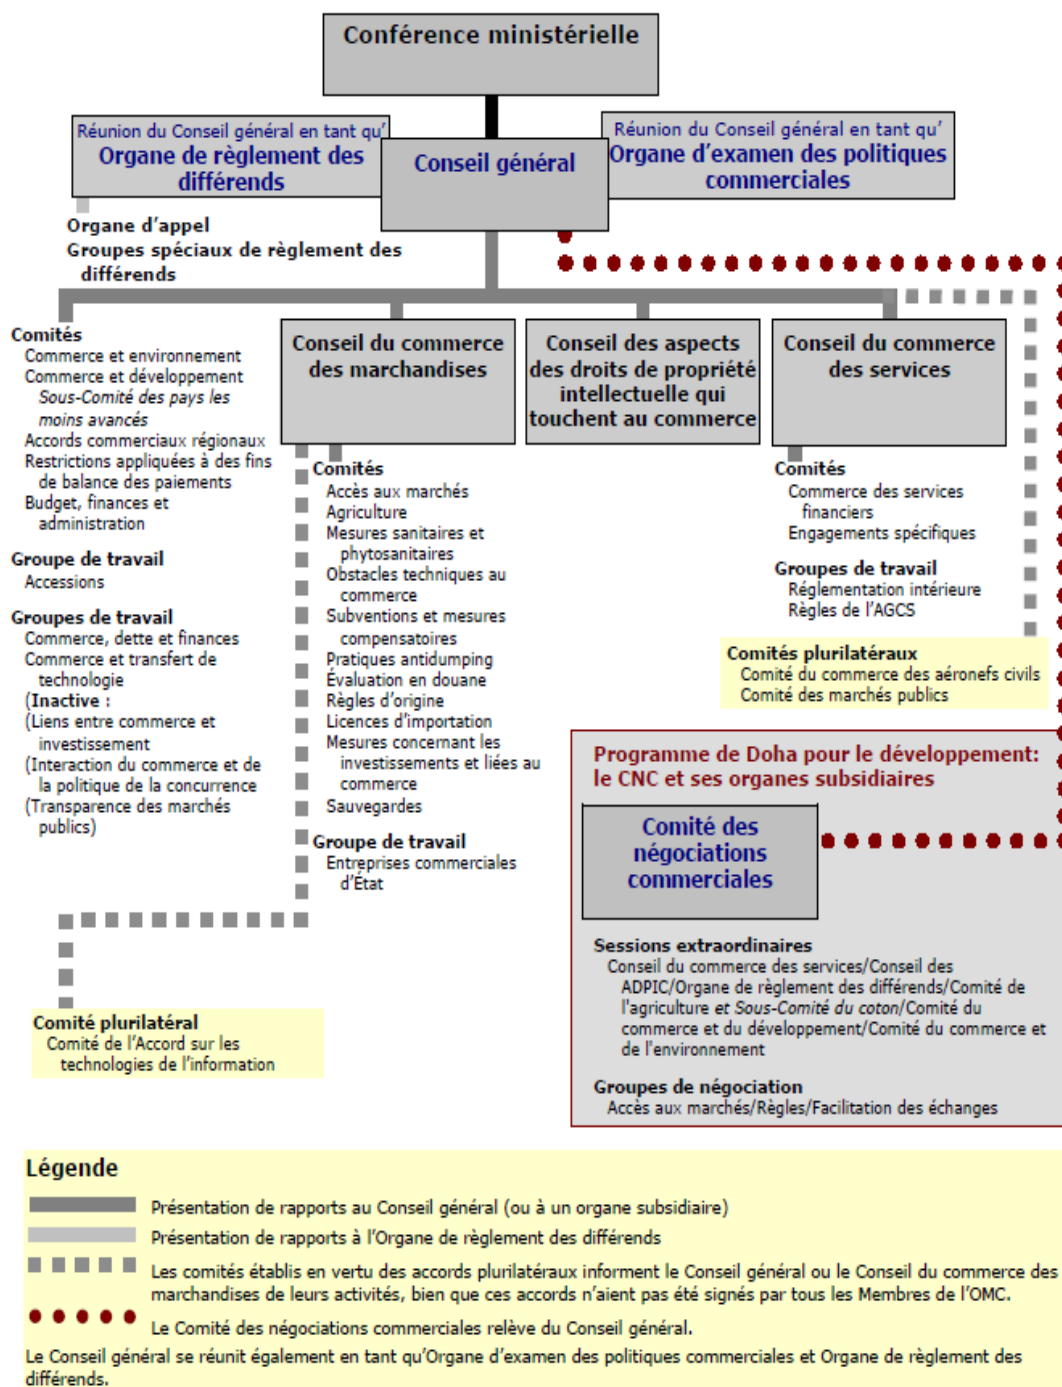 Conférence ministérielle
Réunion du Conseil général en tant qu'
Organe de règlement des
différends
Conseil général
Réunion du Conseil général en tant qu'
Organe d'examen des politiques
commerciales
Organe d'appel
Groupes spéciaux de règlement des
différends
Comités
Commerce et environnement
Commerce et développement
Sous-Comité des pays les
moins avancés
Accords commerciaux régionaux
Restrictions appliquées à des fins
de balance des paiements
Budget, finances et
administration
Groupe de travail
Accessions
Groupes de travail
Commerce, dette et finances
Commerce et transfert de
technologie
(Inactive :
(Liens entre commerce et
investissement
(Interaction du commerce et de
la politique de la concurrence
(Transparence des marchés
publics)
Conseil du commerce
des marchandises
Comités
Accès aux marchés
Agriculture
Mesures sanitaires et
phytosanitaires
Obstacles techniques au
commerce
Subventions et mesures
compensatoires
Pratiques antidumping
Évaluation en douane
Règles d'origine
Licences d'importation
Mesures concernant les
investissements et liées au
commerce
Sauvegardes
Groupe de travail
Entreprises commerciales
d'État
Conseil des aspects
des droits de propriété
intellectuelle qui
touchent au commerce
Conseil du commerce
des services
Comités
Commerce des services
financiers
Engagements spécifiques
Groupes de travail
Réglementation intérieure
Règles de l'AGCS
Comités plurilatéraux
Comité du commerce des aéronefs civils
Comité des marchés publics
Comité plurilatéral
Comité de l'Accord sur les
technologies de l'information
Programme de Doha pour le développement:
le CNC et ses organes subsidiaires
Comité des
négociations
commerciales
Sessions extraordinaires
Conseil du commerce des services/Conseil des
ADPIC/Organe de règlement des différends/Comité de
l'agriculture et Sous-Comité du coton/Comité du
commerce et du développement/Comité du commerce et
de l'environnement
Groupes de négociation
Accès aux marchés/Règles/Facilitation des échanges
Légende
Présentation de rapports au Conseil général (ou à un organe subsidiaire)
Présentation de rapports à l'Organe de règlement des différends
Les comités établis en vertu des accords plurilatéraux informent le Conseil général ou le Conseil du commerce des
marchandises de leurs activités, bien que ces accords n'aient pas été signés par tous les Membres de l'OMC.
Le Comité des négociations commerciales relève du Conseil général.
Le Conseil général se réunit également en tant qu'Organe d'examen des politiques commerciales et Organe de règlement des
différends.